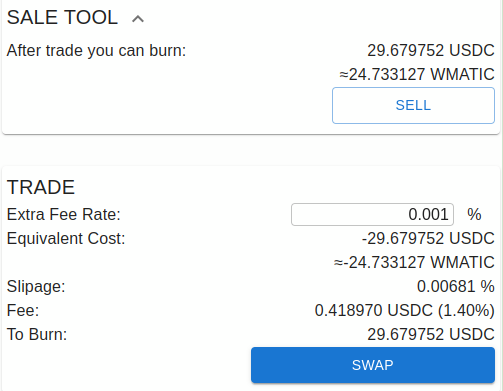 SALE TOOL
After trade you can burn: 29.679752 USDC
≈24.733127 WMATIC
SELL
TRADE
Extra Fee Rate: 0.001 %
Equivalent Cost: -29.679752 USDC
≈-24.733127 WMATIC
Slipage: 0.00681 %
Fee: 0.418970 USDC (1.40%)
To Burn: 29.679752 USDC
SWAP